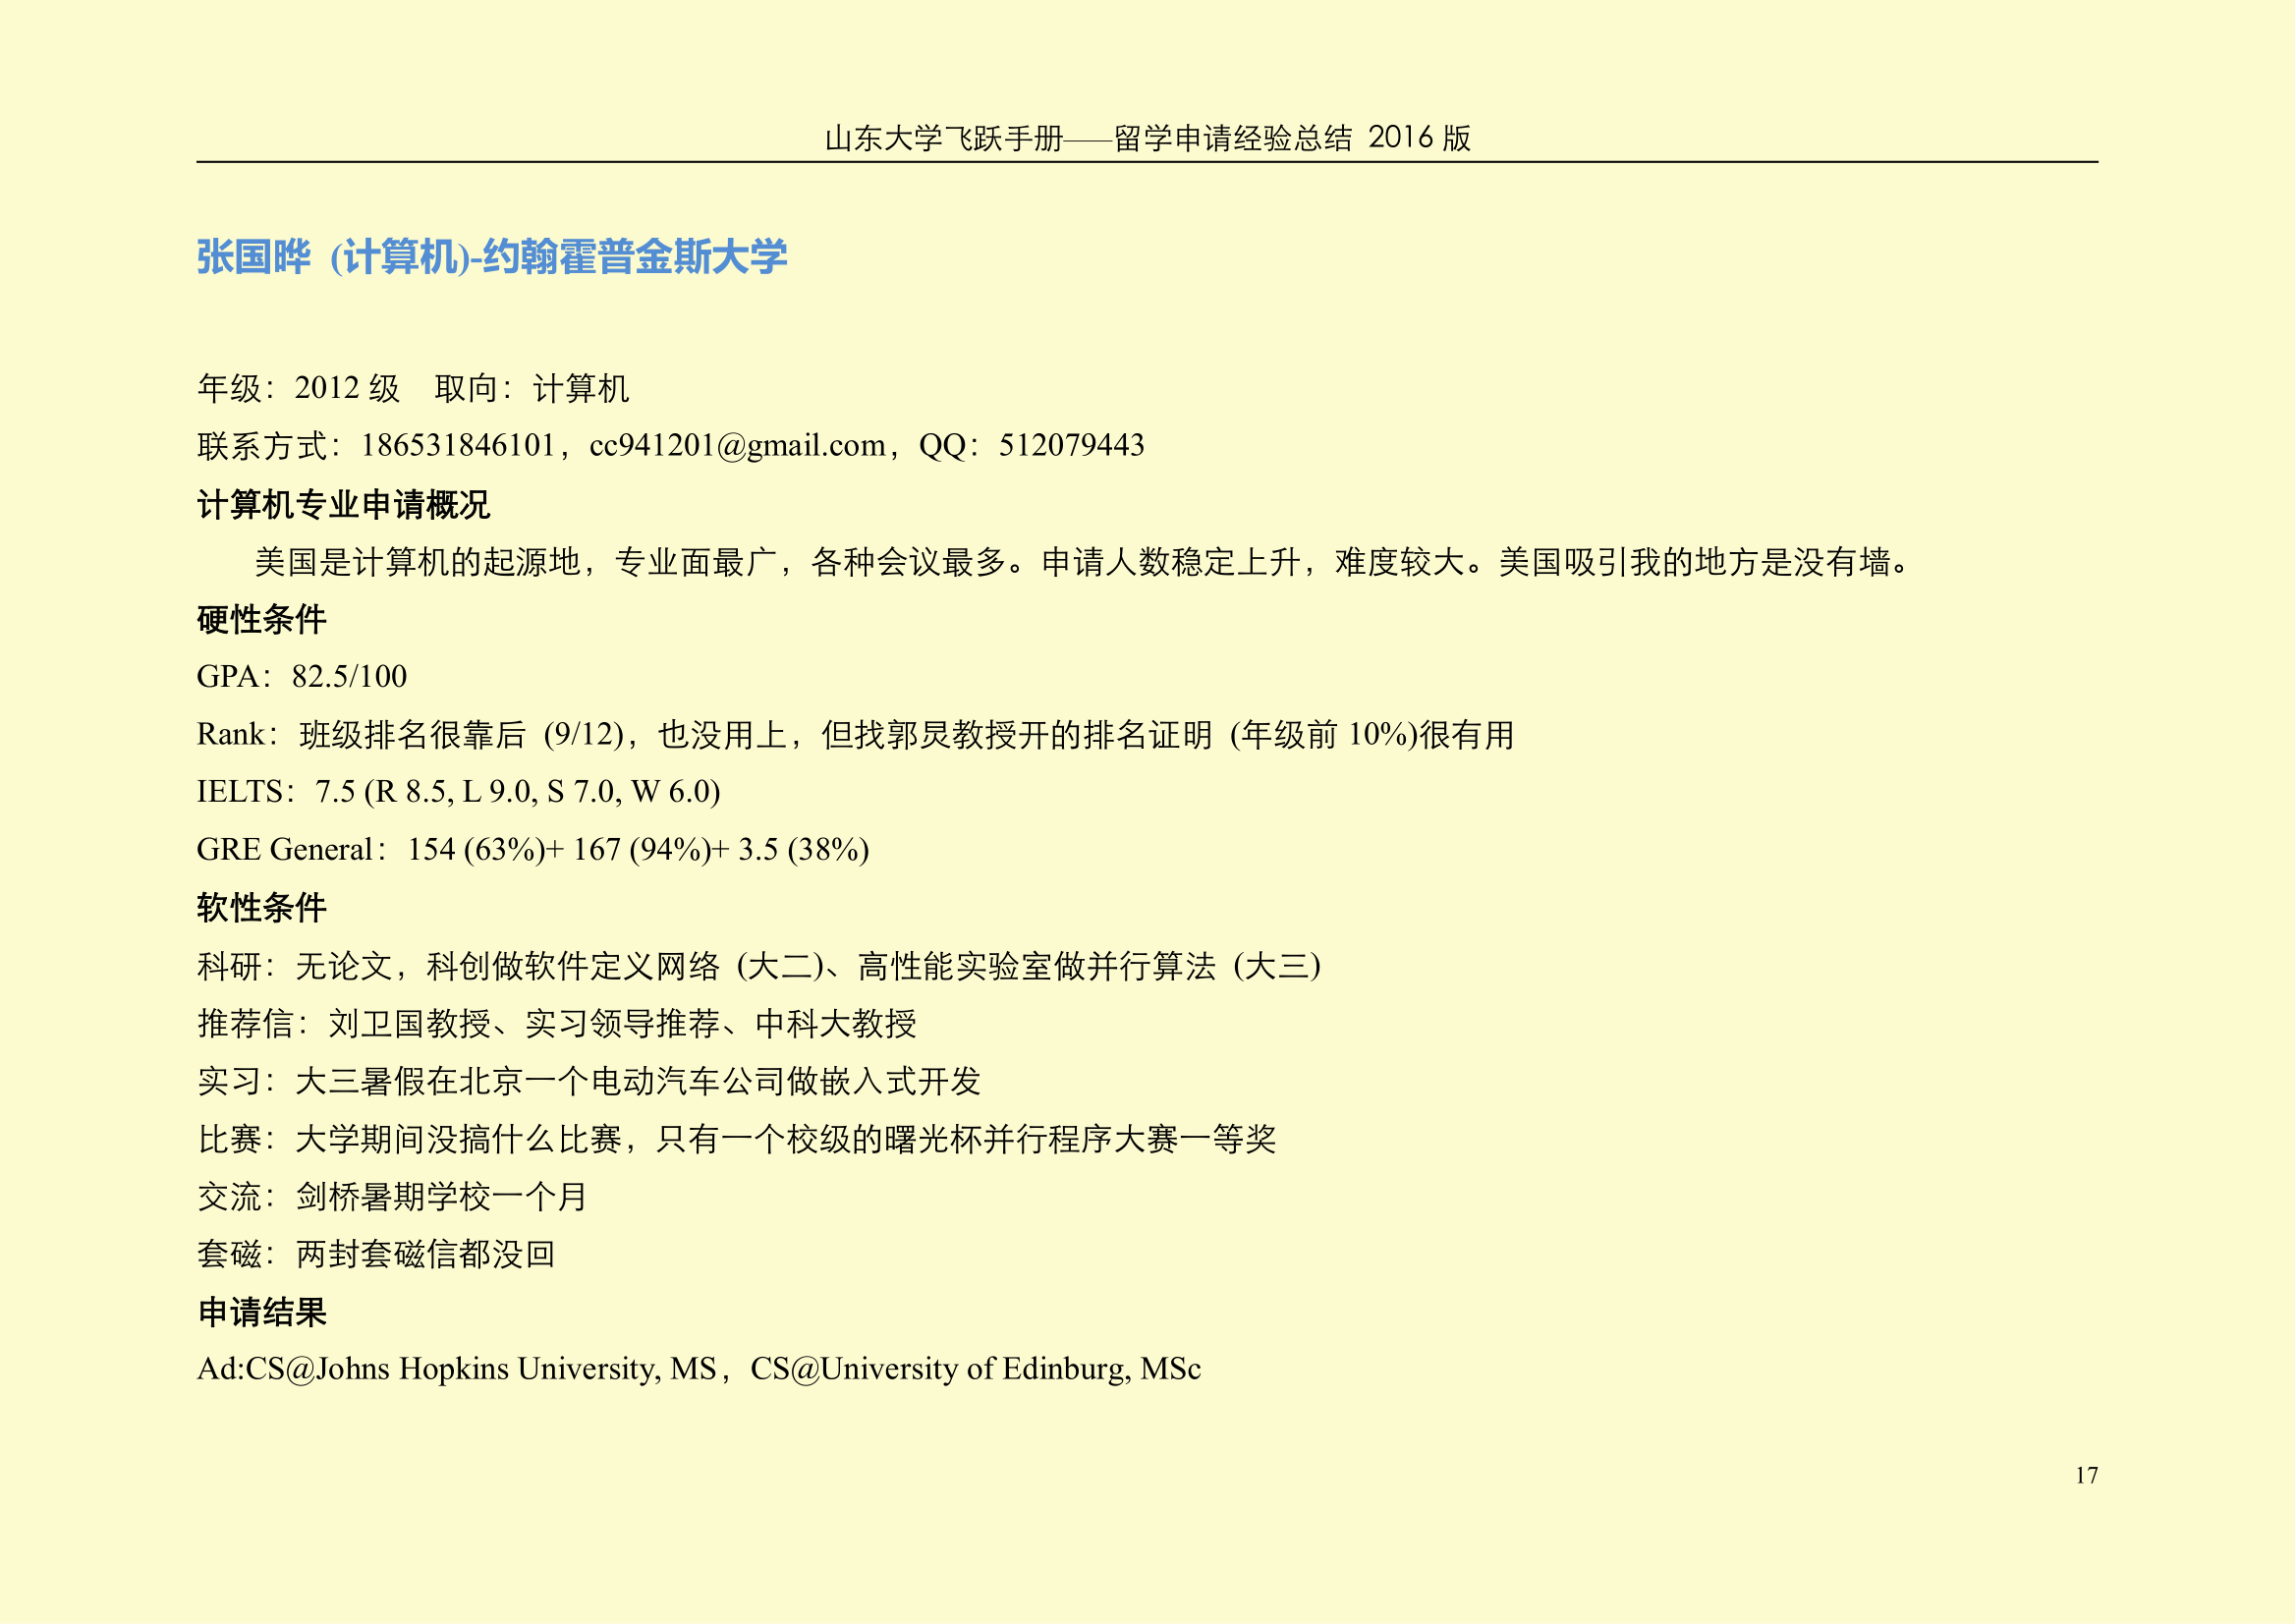 山东大学飞跃手册——留学申请经验总结 2016 版
张国晔 (计算机)-约翰霍普金斯大学
年级：2012 级 取向：计算机
联系方式：186531846101，cc941201@gmail.com，QQ：512079443
计算机专业申请概况
美国是计算机的起源地，专业面最广，各种会议最多。申请人数稳定上升，难度较大。美国吸引我的地方是没有墙。
硬性条件
GPA：82.5/100
Rank：班级排名很靠后 (9/12)，也没用上，但找郭炅教授开的排名证明 (年级前 10%)很有用
IELTS：7.5 (R 8.5, L 9.0, S 7.0, W 6.0)
GRE General：154 (63%)+ 167 (94%)+ 3.5 (38%)
软性条件
科研：无论文，科创做软件定义网络 (大二)、高性能实验室做并行算法 (大三)
推荐信：刘卫国教授、实习领导推荐、中科大教授
实习：大三暑假在北京一个电动汽车公司做嵌入式开发
比赛：大学期间没搞什么比赛，只有一个校级的曙光杯并行程序大赛一等奖
交流：剑桥暑期学校一个月
套磁：两封套磁信都没回
申请结果
Ad:CS@Johns Hopkins University, MS，CS@University of Edinburg, MSc
17